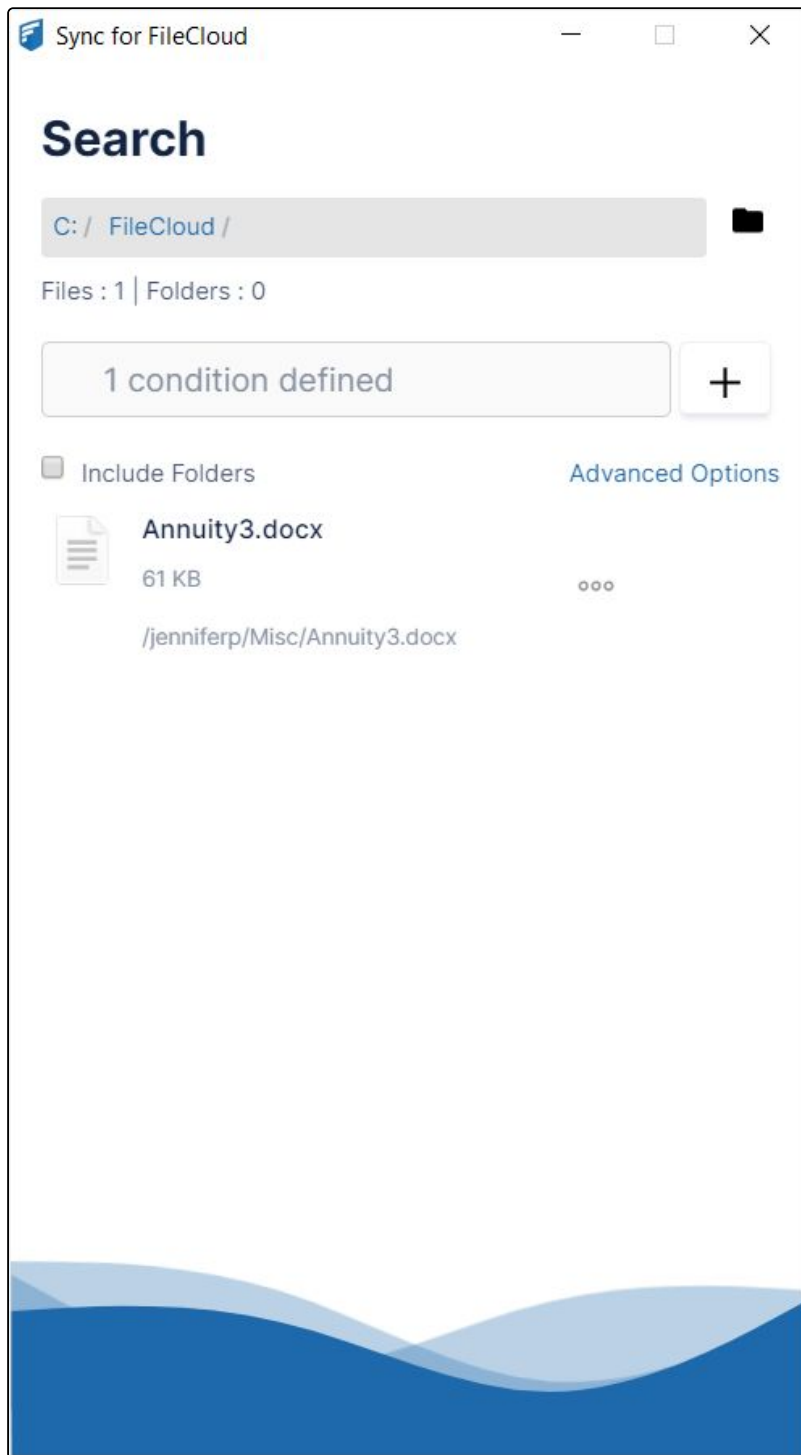 Sync for FileCloud
Search
C: / FileCloud /
Files : 1 | Folders : 0
1 condition defined
Include Folders Advanced Options
Annuity3.docx
61 KB
/jenniferp/Misc/Annuity3.docx